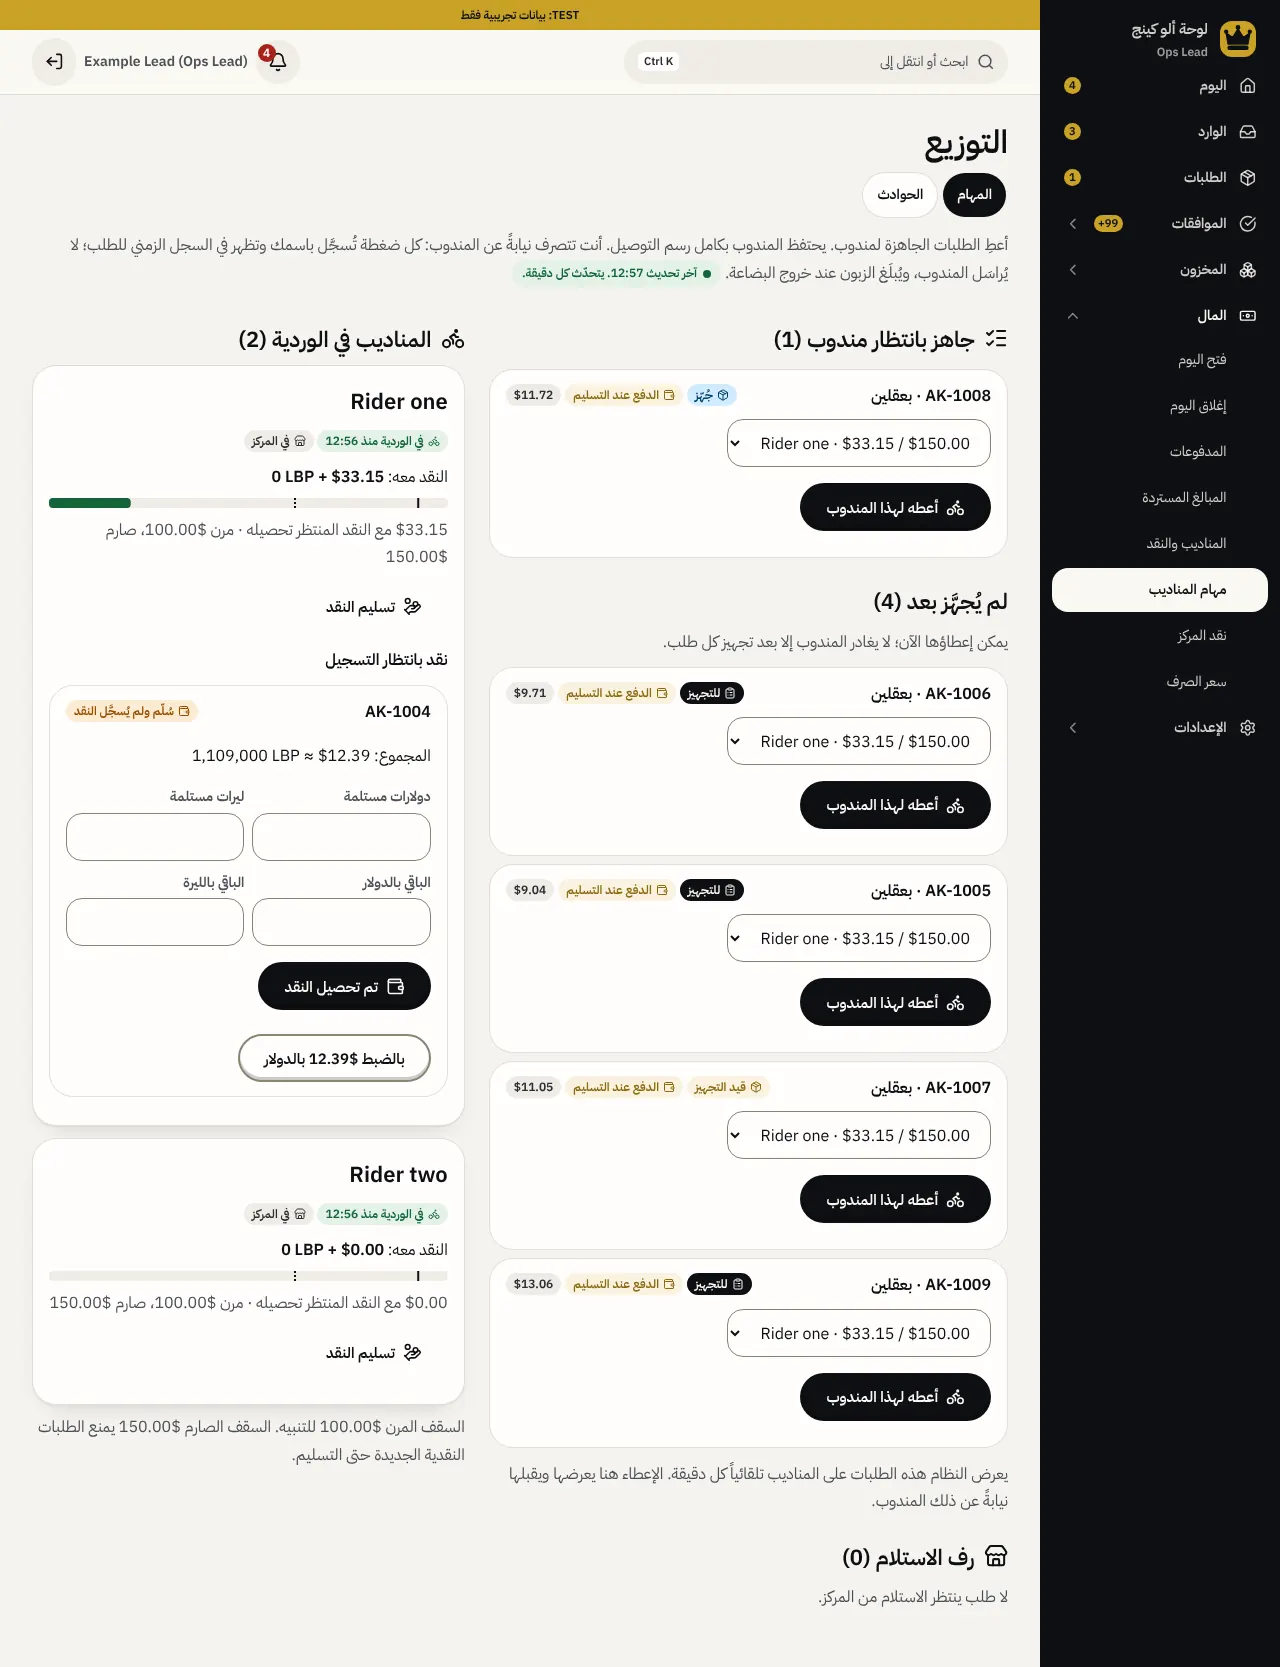 TEST: بيانات تجريبية فقط
لوحة ألو كينج
Ops Lead
اليوم 4
الوارد 3
الطلبات 1
الموافقات 99+
المخزون
المال
فتح اليوم
إغلاق اليوم
المدفوعات
المبالغ المستردة
المناديب والنقد
مهام المناديب
نقد المركز
سعر الصرف
الإعدادات
ابحث أو انتقل إلى Ctrl K
4 Example Lead (Ops Lead)
التوزيع
المهام الحوادث
أعطِ الطلبات الجاهزة لمندوب. يحتفظ المندوب بكامل رسم التوصيل. أنت تتصرف نيابةً عن المندوب: كل ضغطة تُسجَّل باسمك وتظهر في السجل الزمني للطلب؛ لا
يُراسَل المندوب، ويُبلَّغ الزبون عند خروج البضاعة. آخر تحديث 12:57. يتحدّث كل دقيقة.
جاهز بانتظار مندوب (1)
AK-1008 · بعقلين جُهّز الدفع عند التسليم $11.72
Rider one · $33.15 / $150.00
أعطه لهذا المندوب
لم يُجهَّز بعد (4)
يمكن إعطاؤها الآن؛ لا يغادر المندوب إلا بعد تجهيز كل طلب.
AK-1006 · بعقلين للتجهيز الدفع عند التسليم $9.71
Rider one · $33.15 / $150.00
أعطه لهذا المندوب
AK-1005 · بعقلين للتجهيز الدفع عند التسليم $9.04
Rider one · $33.15 / $150.00
أعطه لهذا المندوب
AK-1007 · بعقلين قيد التجهيز الدفع عند التسليم $11.05
Rider one · $33.15 / $150.00
أعطه لهذا المندوب
AK-1009 · بعقلين للتجهيز الدفع عند التسليم $13.06
Rider one · $33.15 / $150.00
أعطه لهذا المندوب
يعرض النظام هذه الطلبات على المناديب تلقائياً كل دقيقة. الإعطاء هنا يعرضها ويقبلها
نيابةً عن ذلك المندوب.
رف الاستلام (0)
لا طلب ينتظر الاستلام من المركز.
المناديب في الوردية (2)
Rider one
في الوردية منذ 12:56 في المركز
النقد معه: $33.15 + 0 LBP
$33.15 مع النقد المنتظر تحصيله · مرن $100.00، صارم
$150.00
تسليم النقد
نقد بانتظار التسجيل
AK-1004 سُلّم ولم يُسجَّل النقد
المجموع: $12.39 ≈ 1,109,000 LBP
دولارات مستلمة ليرات مستلمة
الباقي بالدولار الباقي بالليرة
تم تحصيل النقد
بالضبط $12.39 بالدولار
Rider two
في الوردية منذ 12:56 في المركز
النقد معه: $0.00 + 0 LBP
$0.00 مع النقد المنتظر تحصيله · مرن $100.00، صارم $150.00
تسليم النقد
السقف المرن $100.00 للتنبيه. السقف الصارم $150.00 يمنع الطلبات
النقدية الجديدة حتى التسليم.